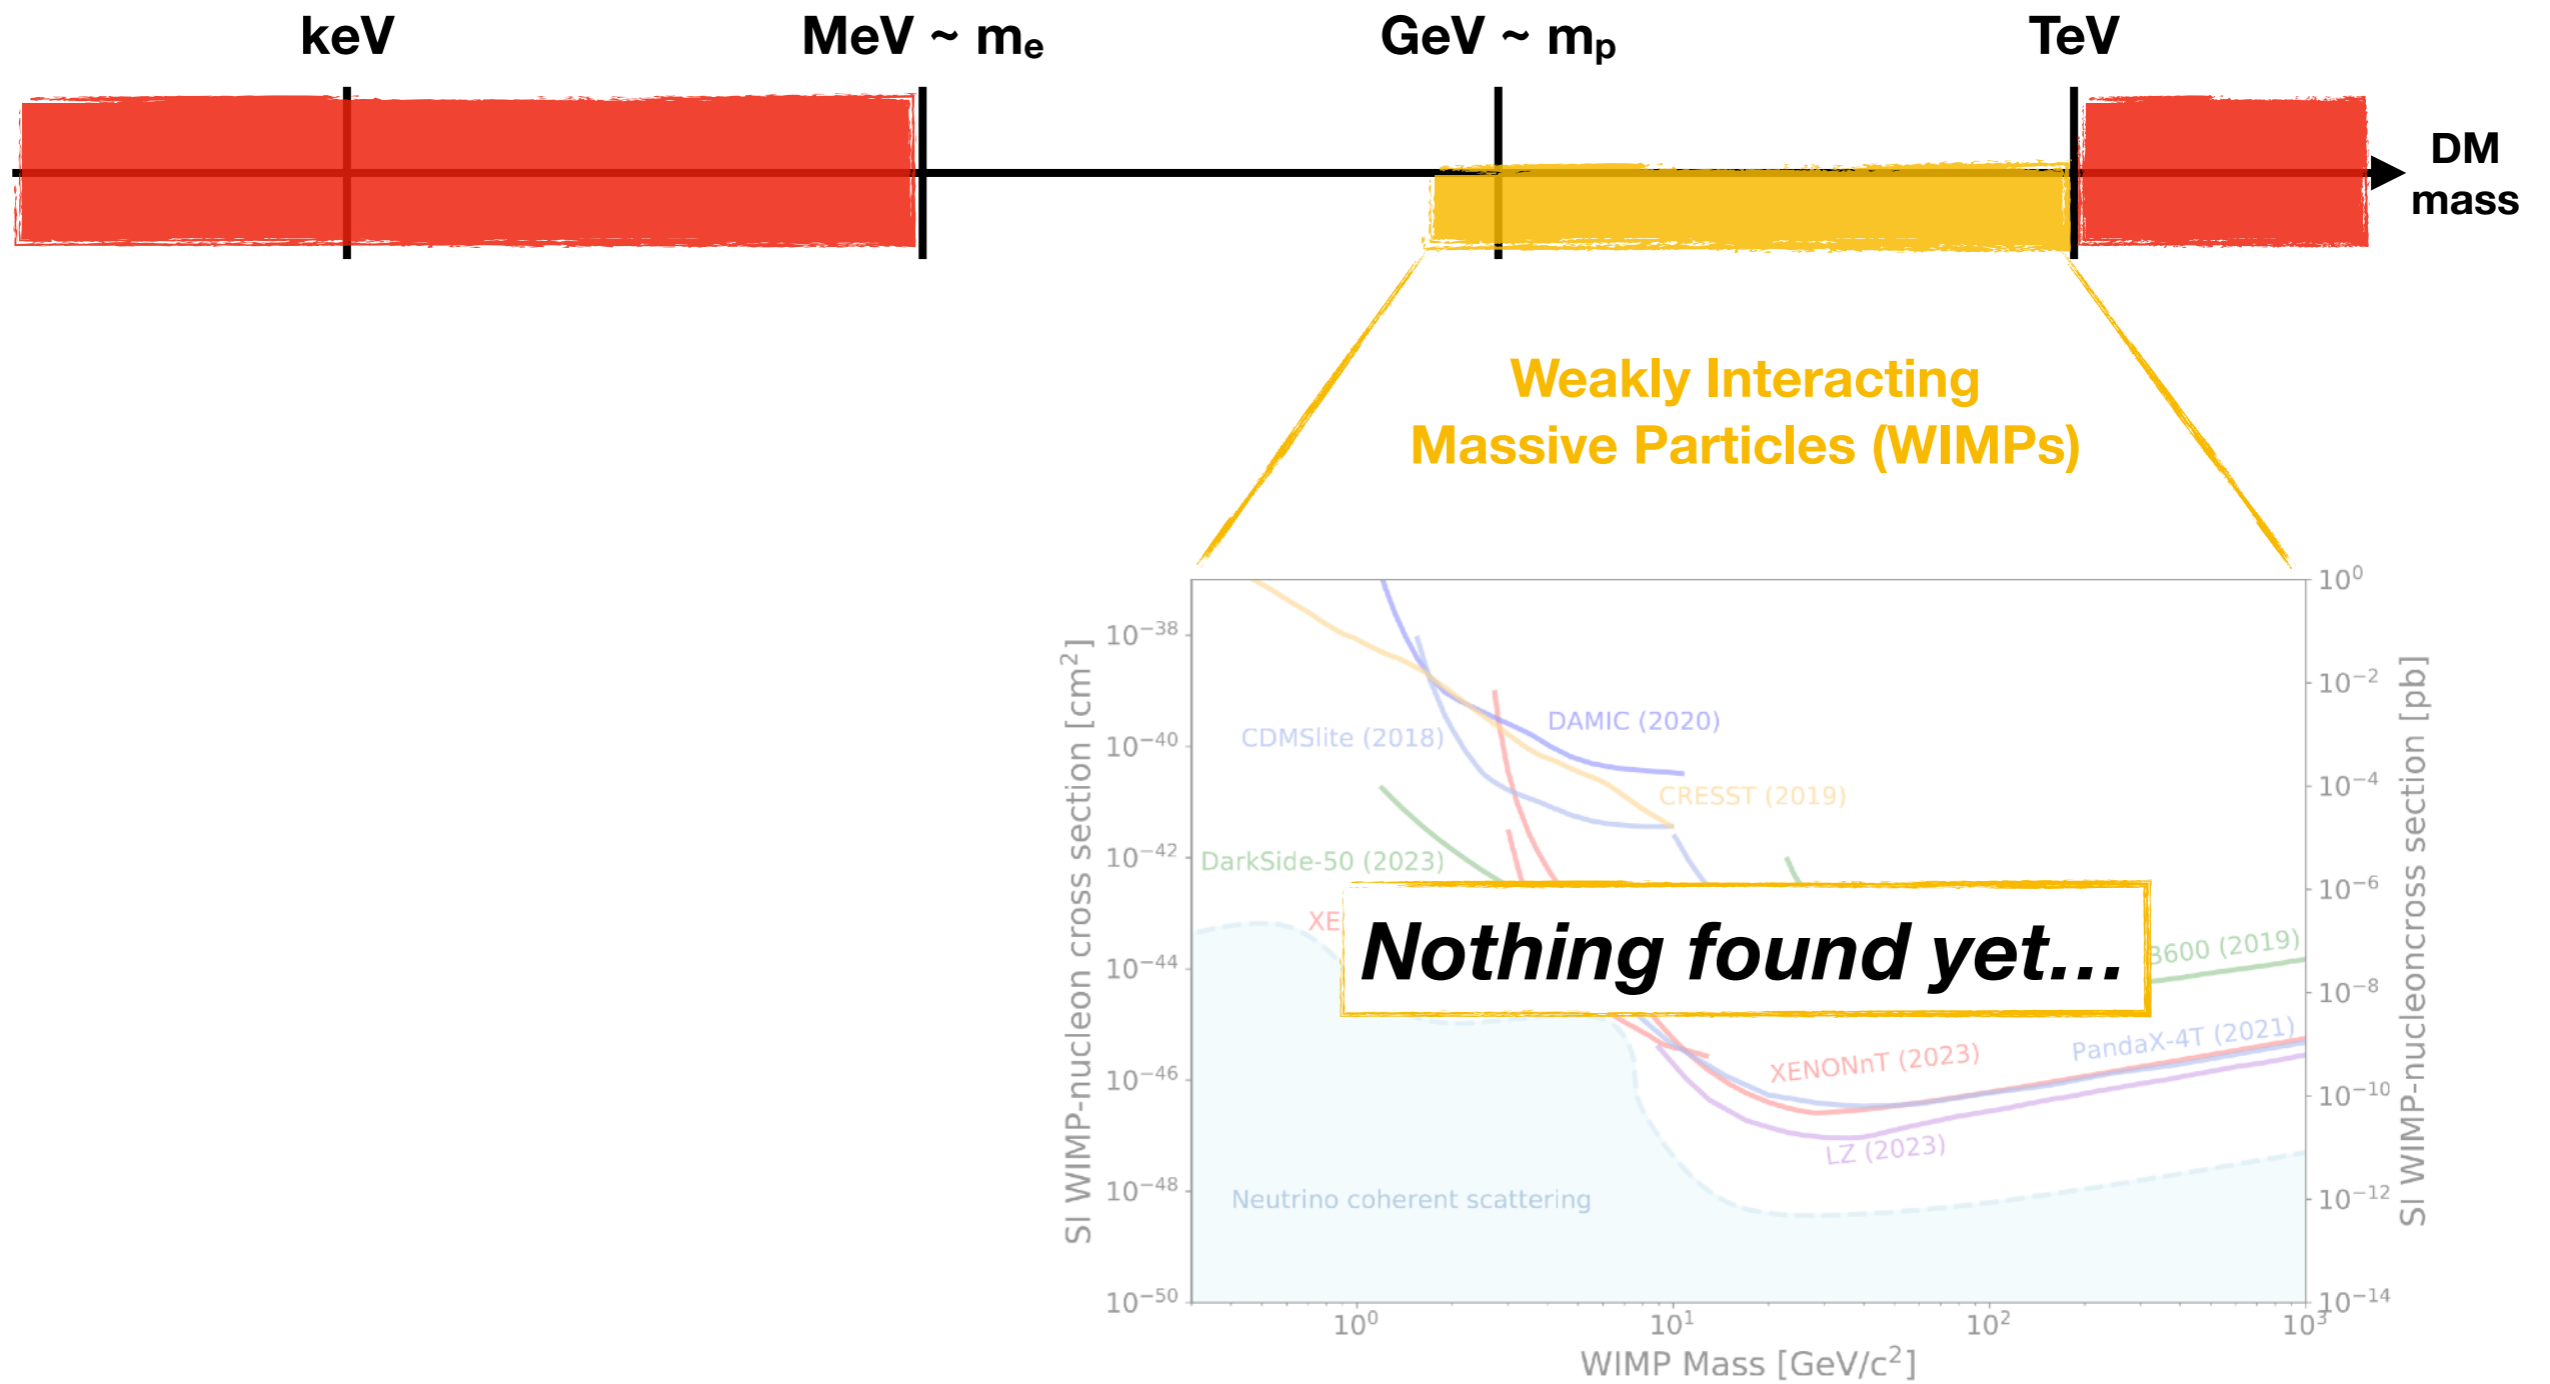 keV
MeV ~ mₑ
GeV ~ mₚ
TeV
DM
mass
Weakly Interacting
Massive Particles (WIMPs)
SI WIMP-nucleon cross section [cm²]
10⁻³⁸
10⁻⁴⁰
10⁻⁴²
10⁻⁴⁴
10⁻⁴⁶
10⁻⁴⁸
10⁻⁵⁰
CDMSlite (2018)
DAMIC (2020)
CRESST (2019)
DarkSide-50 (2023)
XE
Nothing found yet...
3600 (2019)
XENONnT (2023)
PandaX-4T (2021)
LZ (2023)
Neutrino coherent scattering
10⁰
10⁻²
10⁻⁴
10⁻⁶
10⁻⁸
10⁻¹⁰
10⁻¹²
10⁻¹⁴
SI WIMP-nucleoncross section [pb]
10⁰
10¹
10²
10³
WIMP Mass [GeV/c²]